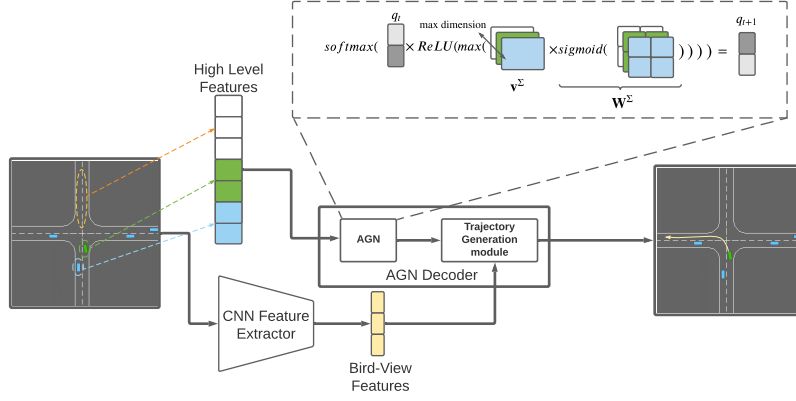 q_t
q_{t+1}
max dimension
softmax( × ReLU(max( ×sigmoid( )))) =
v^Σ
W^Σ
High Level
Features
AGN
Trajectory
Generation
module
AGN Decoder
CNN Feature
Extractor
Bird-View
Features